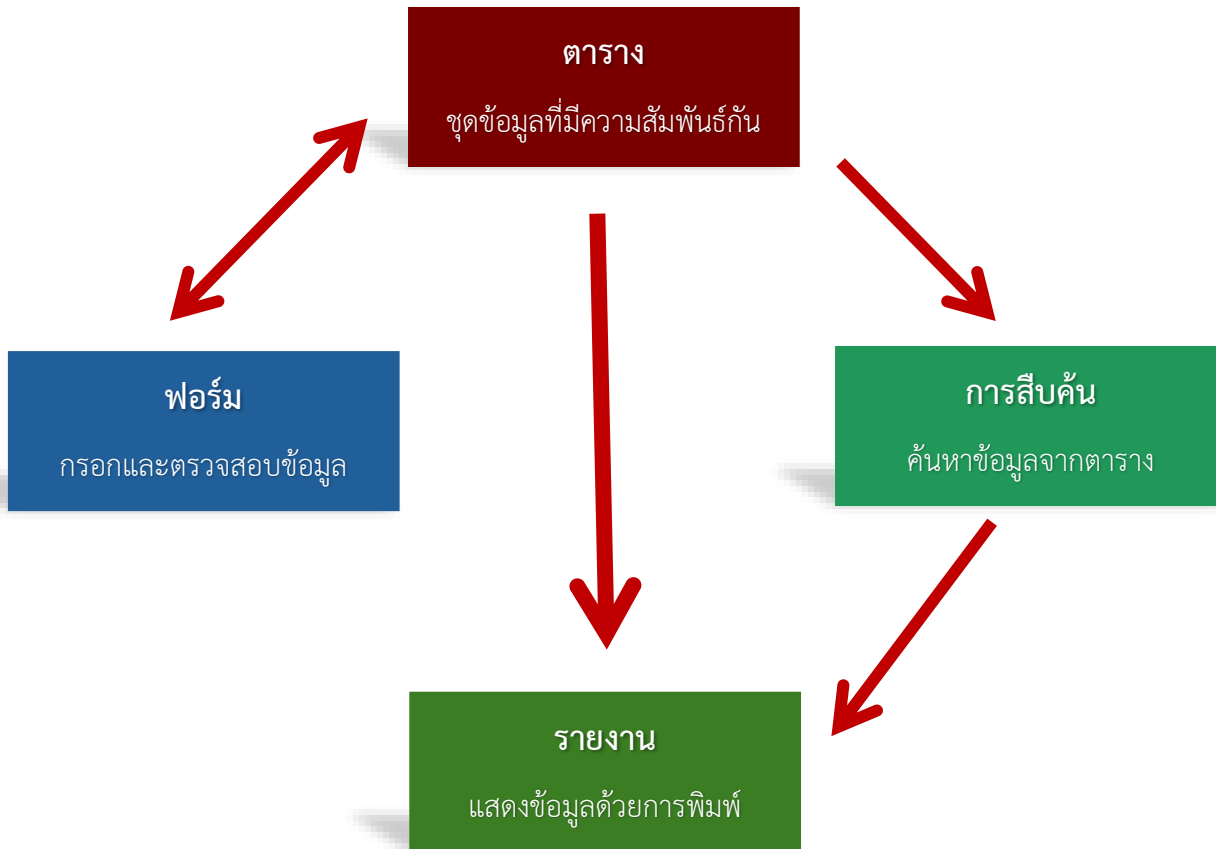 ตาราง
ชุดข้อมูลที่มีความสัมพันธ์กัน
ฟอร์ม
กรอกและตรวจสอบข้อมูล
การสืบค้น
ค้นหาข้อมูลจากตาราง
รายงาน
แสดงข้อมูลด้วยการพิมพ์